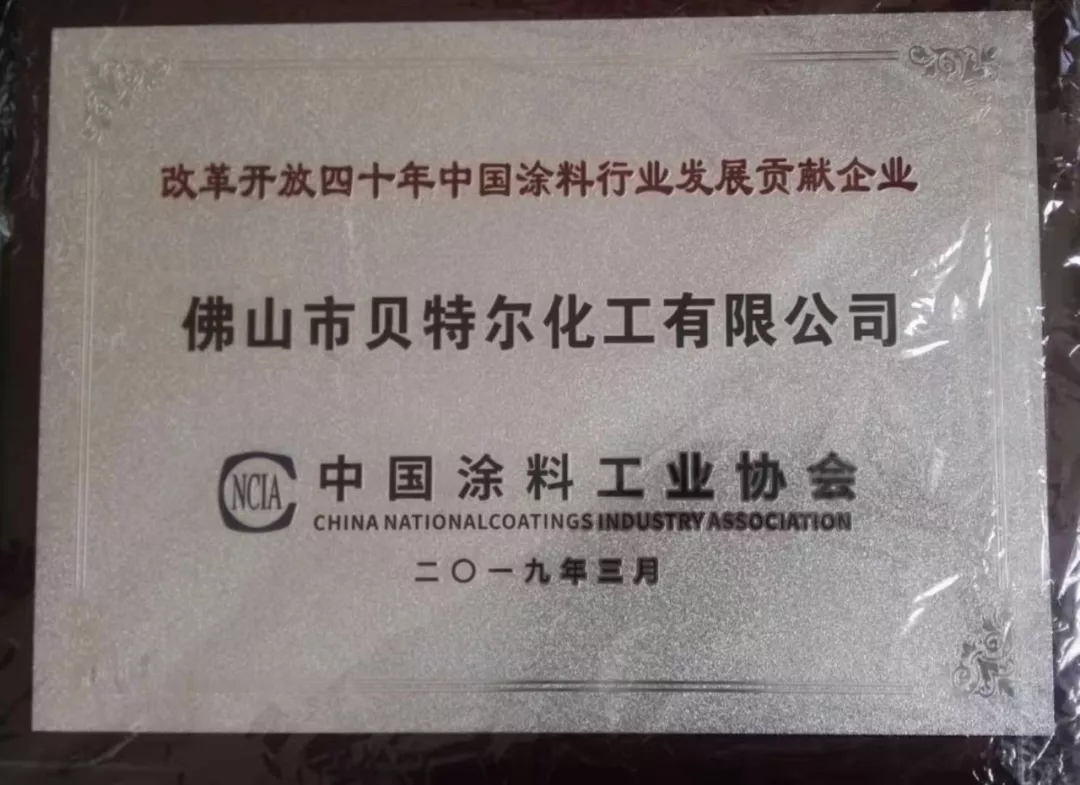 改革开放四十年中国涂料行业发展贡献企业
佛山市贝特尔化工有限公司
NCIA
中国涂料工业协会
CHINA NATIONALCOATINGS INDUSTRY ASSOCIATION
二〇一九年三月